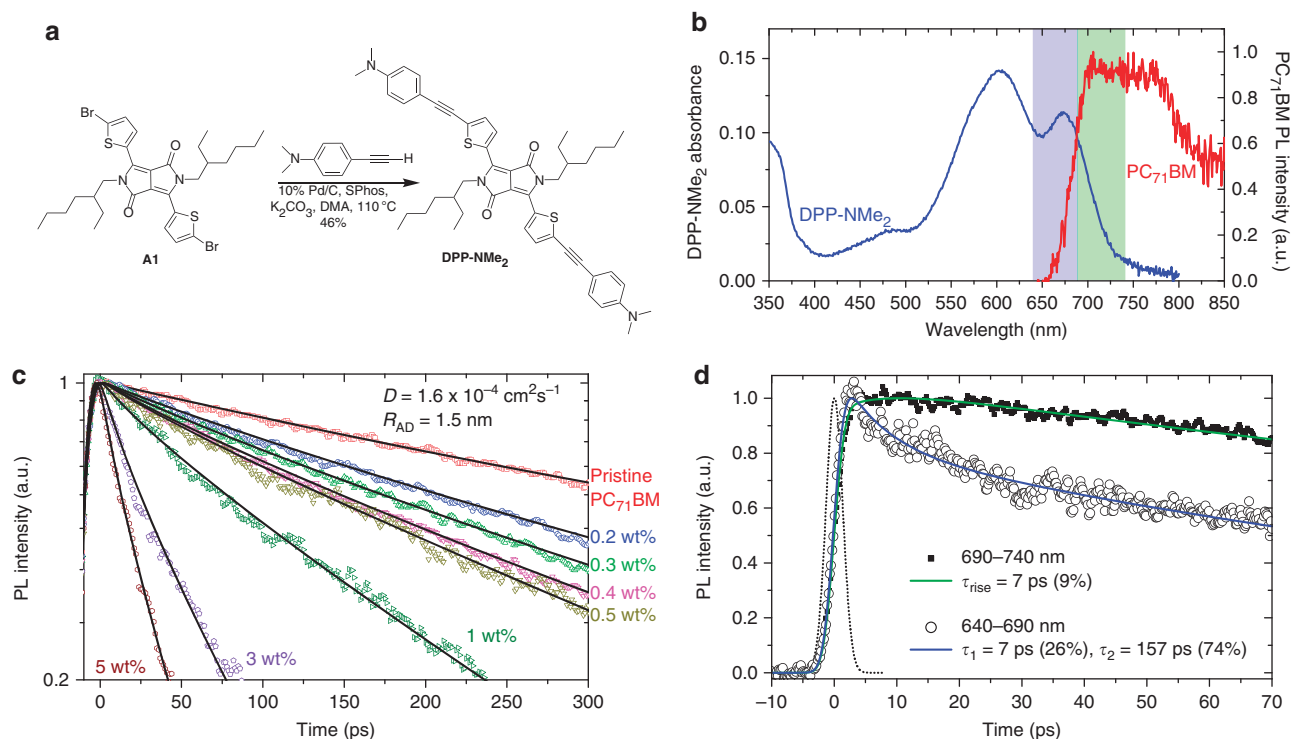 a
Br
N
O
S
N
O
S
Br
A1
N
H
10% Pd/C, SPhos,
K₂CO₃, DMA, 110 °C
46%
N
S
O
N
N
O
S
N
DPP-NMe₂
b
DPP-NMe₂ absorbance
0.15
0.10
0.05
0.00
DPP-NMe₂
PC₇₁BM
1.0
0.8
0.6
0.4
0.2
0.0
PC₇₁BM PL intensity (a.u.)
350 400 450 500 550 600 650 700 750 800 850
Wavelength (nm)
c
PL intensity (a.u.)
1
0.2
D = 1.6 x 10⁻⁴ cm²s⁻¹
R_AD = 1.5 nm
Pristine
PC₇₁BM
0.2 wt%
0.3 wt%
0.4 wt%
0.5 wt%
1 wt%
3 wt%
5 wt%
0 50 100 150 200 250 300
Time (ps)
d
PL intensity (a.u.)
1.0
0.8
0.6
0.4
0.2
0.0
690–740 nm
τ_rise = 7 ps (9%)
640–690 nm
τ₁ = 7 ps (26%), τ₂ = 157 ps (74%)
−10 0 10 20 30 40 50 60 70
Time (ps)